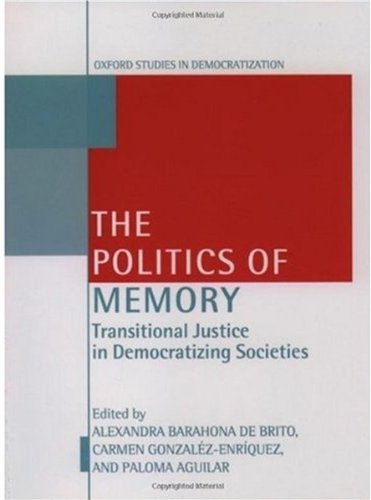 Copyrighted Material
OXFORD STUDIES IN DEMOCRATIZATION
THE
POLITICS OF
MEMORY
Transitional Justice
in Democratizing Societies
Edited by
ALEXANDRA BARAHONA DE BRITO,
CARMEN GONZALÉZ-ENRÍQUEZ,
AND PALOMA AGUILAR
Copyrighted Material